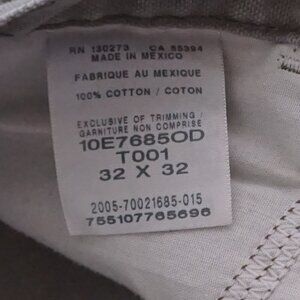 RN 130273 CA 55394
MADE IN MEXICO
FABRIQUE AU MEXIQUE
100% COTTON / COTON
EXCLUSIVE OF TRIMMING /
GARNITURE NON COMPRISE
10E7685OD
T001
32 X 32
2005-70021685-015
755107765696